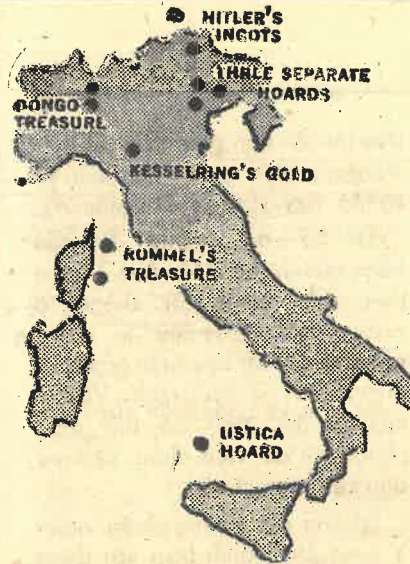 HITLER'S
INGOTS
THREE SEPARATE
HOARDS
DONGO
TREASURE
KESSELRING'S GOLD
ROMMEL'S
TREASURE
USTICA
HOARD